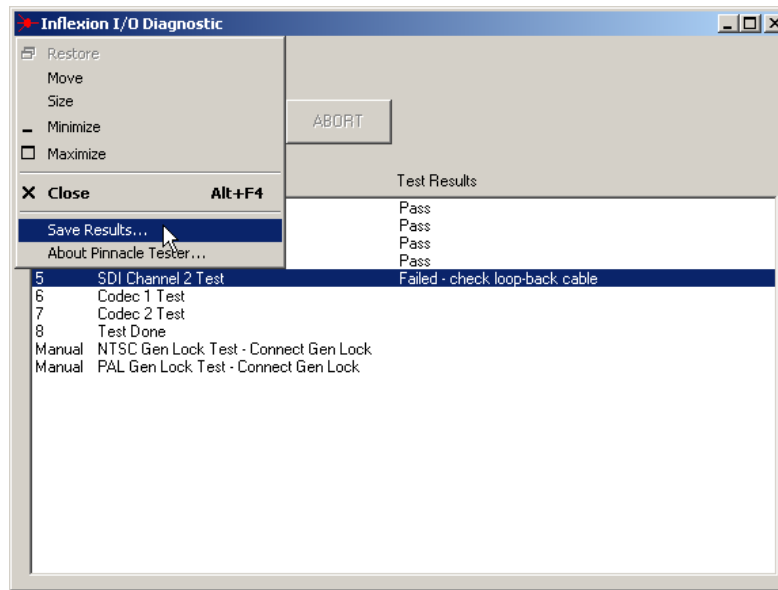 Inflexion I/O Diagnostic
Restore
Move
Size
Minimize
Maximize
Close Alt+F4
Save Results...
About Pinnacle Tester...
ABORT
Test Results
Pass
Pass
Pass
Pass
5 SDI Channel 2 Test Failed - check loop-back cable
6 Codec 1 Test
7 Codec 2 Test
8 Test Done
Manual NTSC Gen Lock Test - Connect Gen Lock
Manual PAL Gen Lock Test - Connect Gen Lock